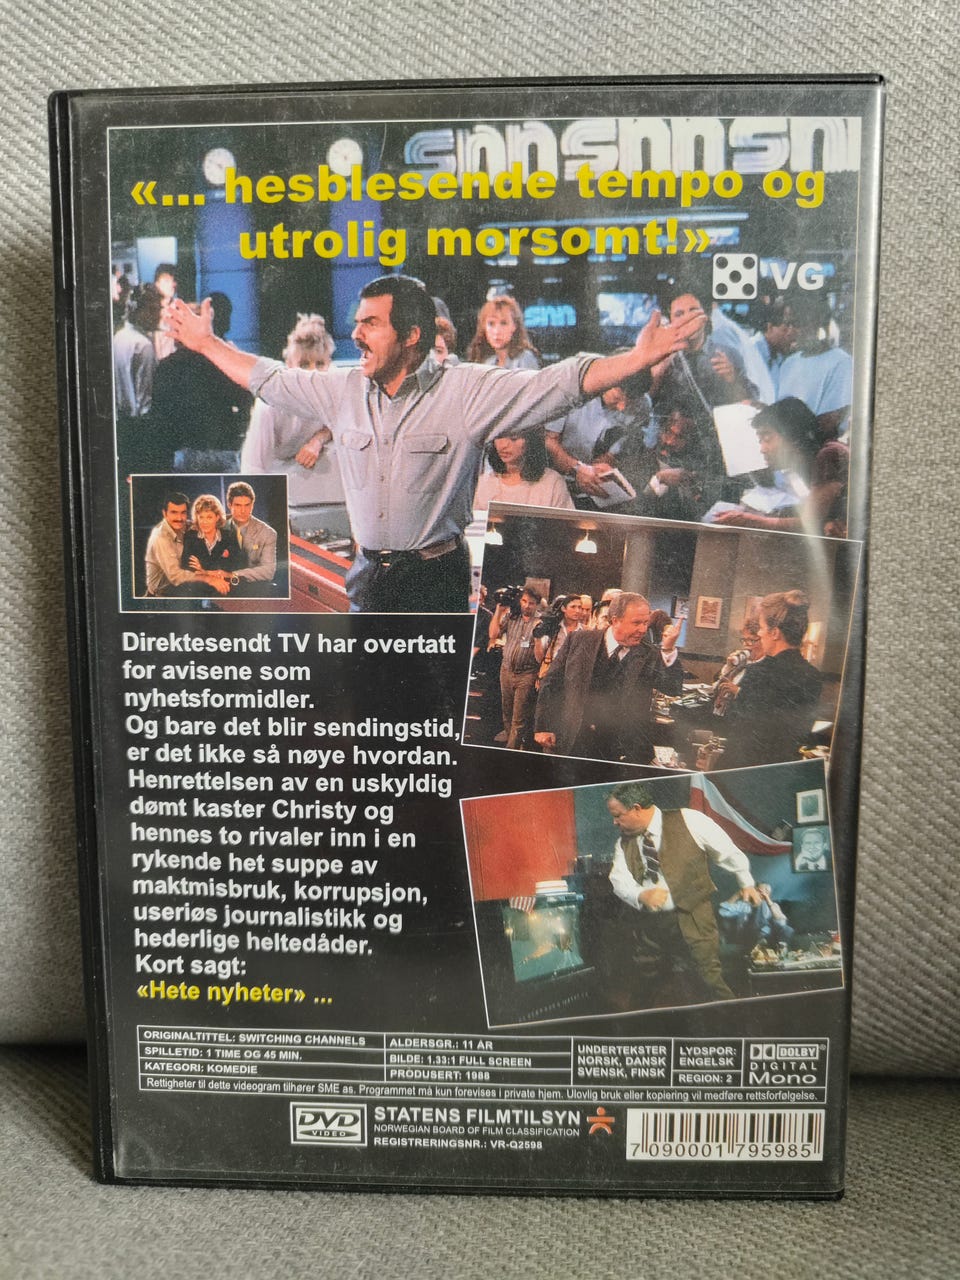 snnsnnsn
«... hesblesende tempo og
utrolig morsomt!»
VG
snn
Direktesendt TV har overtatt
for avisene som
nyhetsformidler.
Og bare det blir sendingstid,
er det ikke så nøye hvordan.
Henrettelsen av en uskyldig
dømt kaster Christy og
hennes to rivaler inn i en
rykende het suppe av
maktmisbruk, korrupsjon,
useriøs journalistikk og
hederlige heltedåder.
Kort sagt:
«Hete nyheter» ...
ORIGINALTITTEL: SWITCHING CHANNELS
SPILLETID: 1 TIME OG 45 MIN.
KATEGORI: KOMEDIE
ALDERSGR.: 11 ÅR
BILDE: 1.33:1 FULL SCREEN
PRODUSERT: 1988
UNDERTEKSTER
NORSK, DANSK
SVENSK, FINSK
LYDSPOR:
ENGELSK
REGION: 2
DOLBY
DIGITAL
Mono
Rettigheter til dette videogram tilhører SME as. Programmet må kun forevises i private hjem. Ulovlig bruk eller kopiering vil medføre rettsforfølgelse.
DVD
VIDEO
STATENS FILMTILSYN
NORWEGIAN BOARD OF FILM CLASSIFICATION
REGISTRERINGSNR.: VR-Q2598
7 090001 795985